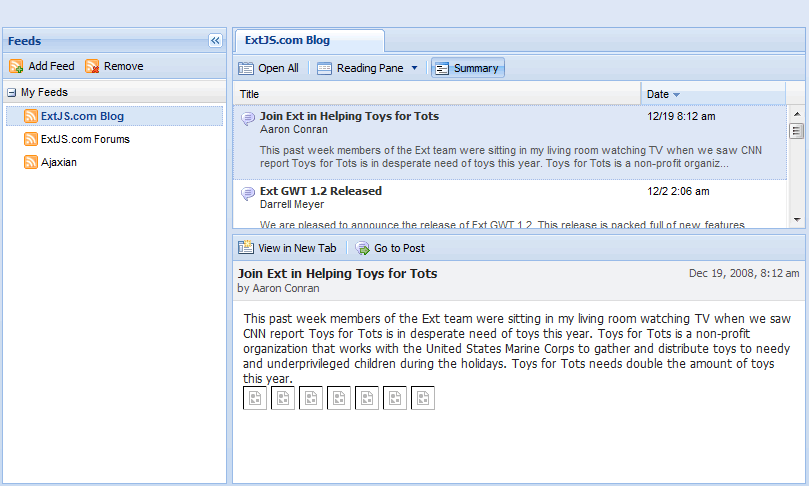 Feeds
Add Feed Remove
My Feeds
ExtJS.com Blog
ExtJS.com Forums
Ajaxian
ExtJS.com Blog
Open All Reading Pane Summary
Title Date
Join Ext in Helping Toys for Tots 12/19 8:12 am
Aaron Conran
This past week members of the Ext team were sitting in my living room watching TV when we saw CNN
report Toys for Tots is in desperate need of toys this year. Toys for Tots is a non-profit organiz...
Ext GWT 1.2 Released 12/2 2:06 am
Darrell Meyer
We are pleased to announce the release of Ext GWT 1.2. This release is packed full of new features
View in New Tab Go to Post
Join Ext in Helping Toys for Tots Dec 19, 2008, 8:12 am
by Aaron Conran
This past week members of the Ext team were sitting in my living room watching TV when we saw
CNN report Toys for Tots is in desperate need of toys this year. Toys for Tots is a non-profit
organization that works with the United States Marine Corps to gather and distribute toys to needy
and underprivileged children during the holidays. Toys for Tots needs double the amount of toys
this year.